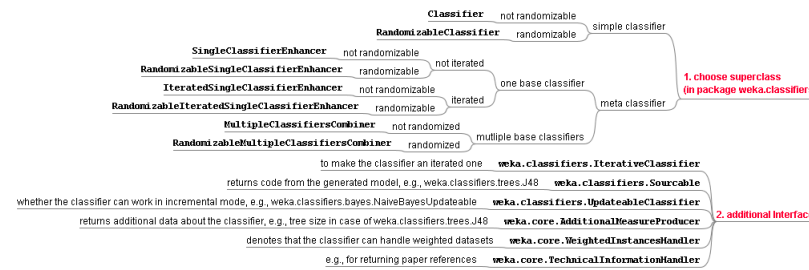 Classifier not randomizable
simple classifier
RandomizableClassifier randomizable
SingleClassifierEnhancer not randomizable
not iterated
RandomizableSingleClassifierEnhancer randomizable
one base classifier
IteratedSingleClassifierEnhancer not randomizable
iterated
RandomizableIteratedSingleClassifierEnhancer randomizable
meta classifier
MultipleClassifiersCombiner not randomized
mutliple base classifiers
RandomizableMultipleClassifiersCombiner randomized
1. choose superclass
(in package weka.classifiers
to make the classifier an iterated one weka.classifiers.IterativeClassifier
returns code from the generated model, e.g., weka.classifiers.trees.J48 weka.classifiers.Sourcable
whether the classifier can work in incremental mode, e.g., weka.classifiers.bayes.NaiveBayesUpdateable weka.classifiers.UpdateableClassifier
2. additional Interfac
returns additional data about the classifier, e.g., tree size in case of weka.classifiers.trees.J48 weka.core.AdditionalMeasureProducer
denotes that the classifier can handle weighted datasets weka.core.WeightedInstancesHandler
e.g., for returning paper references weka.core.TechnicalInformationHandler